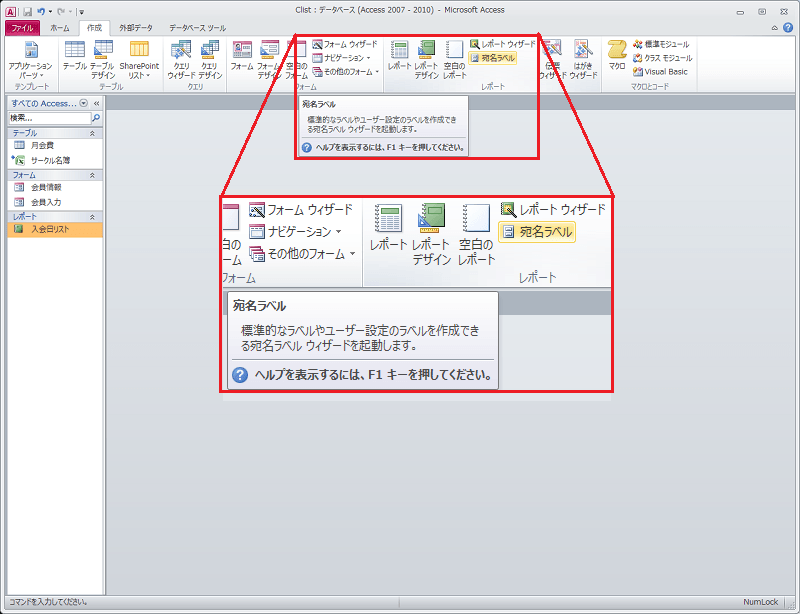 Clist : データベース (Access 2007 - 2010) - Microsoft Access
ファイル ホーム 作成 外部データ データベース ツール
アプリケーション パーツ
テンプレート
テーブル テーブル デザイン SharePoint リスト
テーブル
クエリ ウィザード クエリ デザイン
クエリ
フォーム フォーム デザイン 空白の フォーム
フォーム ウィザード
ナビゲーション
その他のフォーム
フォーム
レポート レポート デザイン 空白の レポート
レポート ウィザード
宛名ラベル
レポート
伝票 ウィザード はがき ウィザード
マクロ
標準モジュール
クラス モジュール
Visual Basic
マクロとコード
すべての Access...
検索...
テーブル
月会費
サークル名簿
フォーム
会員情報
会員入力
レポート
入会日リスト
宛名ラベル
標準的なラベルやユーザー設定のラベルを作成でき
る宛名ラベル ウィザードを起動します。
ヘルプを表示するには、F1 キーを押してください。
白の
ーム
フォーム ウィザード
ナビゲーション
その他のフォーム
フォーム
レポート レポート デザイン 空白の レポート
レポート ウィザード
宛名ラベル
レポート
宛名ラベル
標準的なラベルやユーザー設定のラベルを作成でき
る宛名ラベル ウィザードを起動します。
ヘルプを表示するには、F1 キーを押してください。
コマンドを入力してください。
NumLock